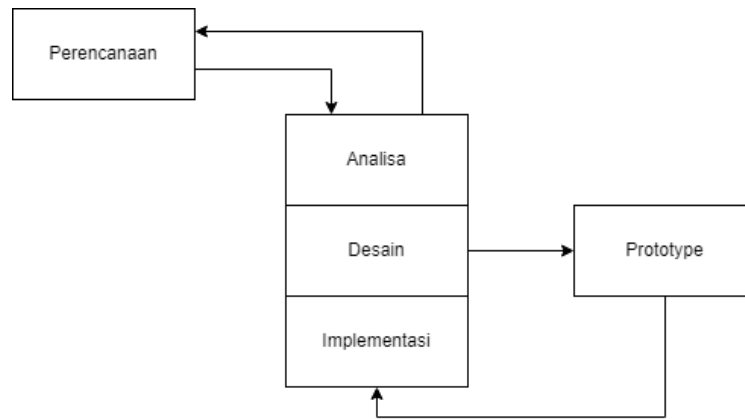 Perencanaan
Analisa
Desain
Prototype
Implementasi